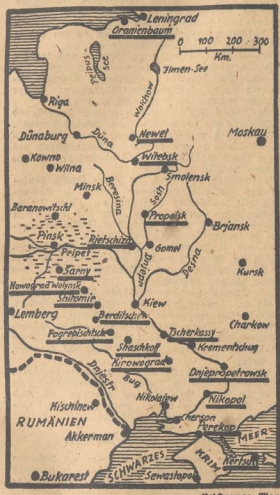 Leningrad
Oranienbaum
0 100 200 300
Km.
Peipus-
See
Ilmen-See
Wolchow
Riga
Dünaburg
Düna
Newel
Moskau
Witebsk
Kowno
Wilna
Smolensk
Minsk
Beresina
Sosh
Baranowitschi
Propoisk
Brjansk
Pinsk
Rjetschiza
Gomel
Pripet
Desna
Sarny
Kursk
Nowograd Wolynsk
Shitomir
Kiew
Lemberg
Berditschew
Charkow
Pogrebischtsche
Tscherkassy
Shaschkoff
Krementschug
Kirowograd
Dnjepropetrowsk
Dnjestr
Bug
Nikolajew
Nikopol
Kischinew
RUMÄNIEN
Cherson
Akkerman
Perekop
MEER
KRIM
Kertsch
Bukarest
SCHWARZES
Sewastopol